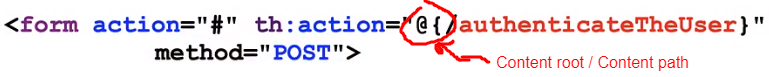 <form action="#" th:action="@{/authenticateTheUser}"
method="POST">
Content root / Content path